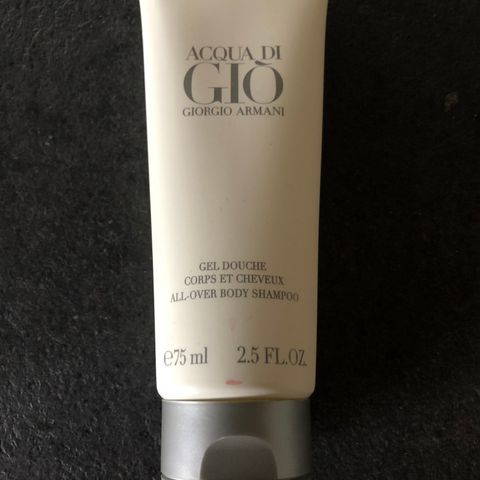 ACQUA DI
GIÒ
GIORGIO ARMANI
GEL DOUCHE
CORPS ET CHEVEUX
ALL-OVER BODY SHAMPOO
℮75 ml 2.5 FL.OZ.